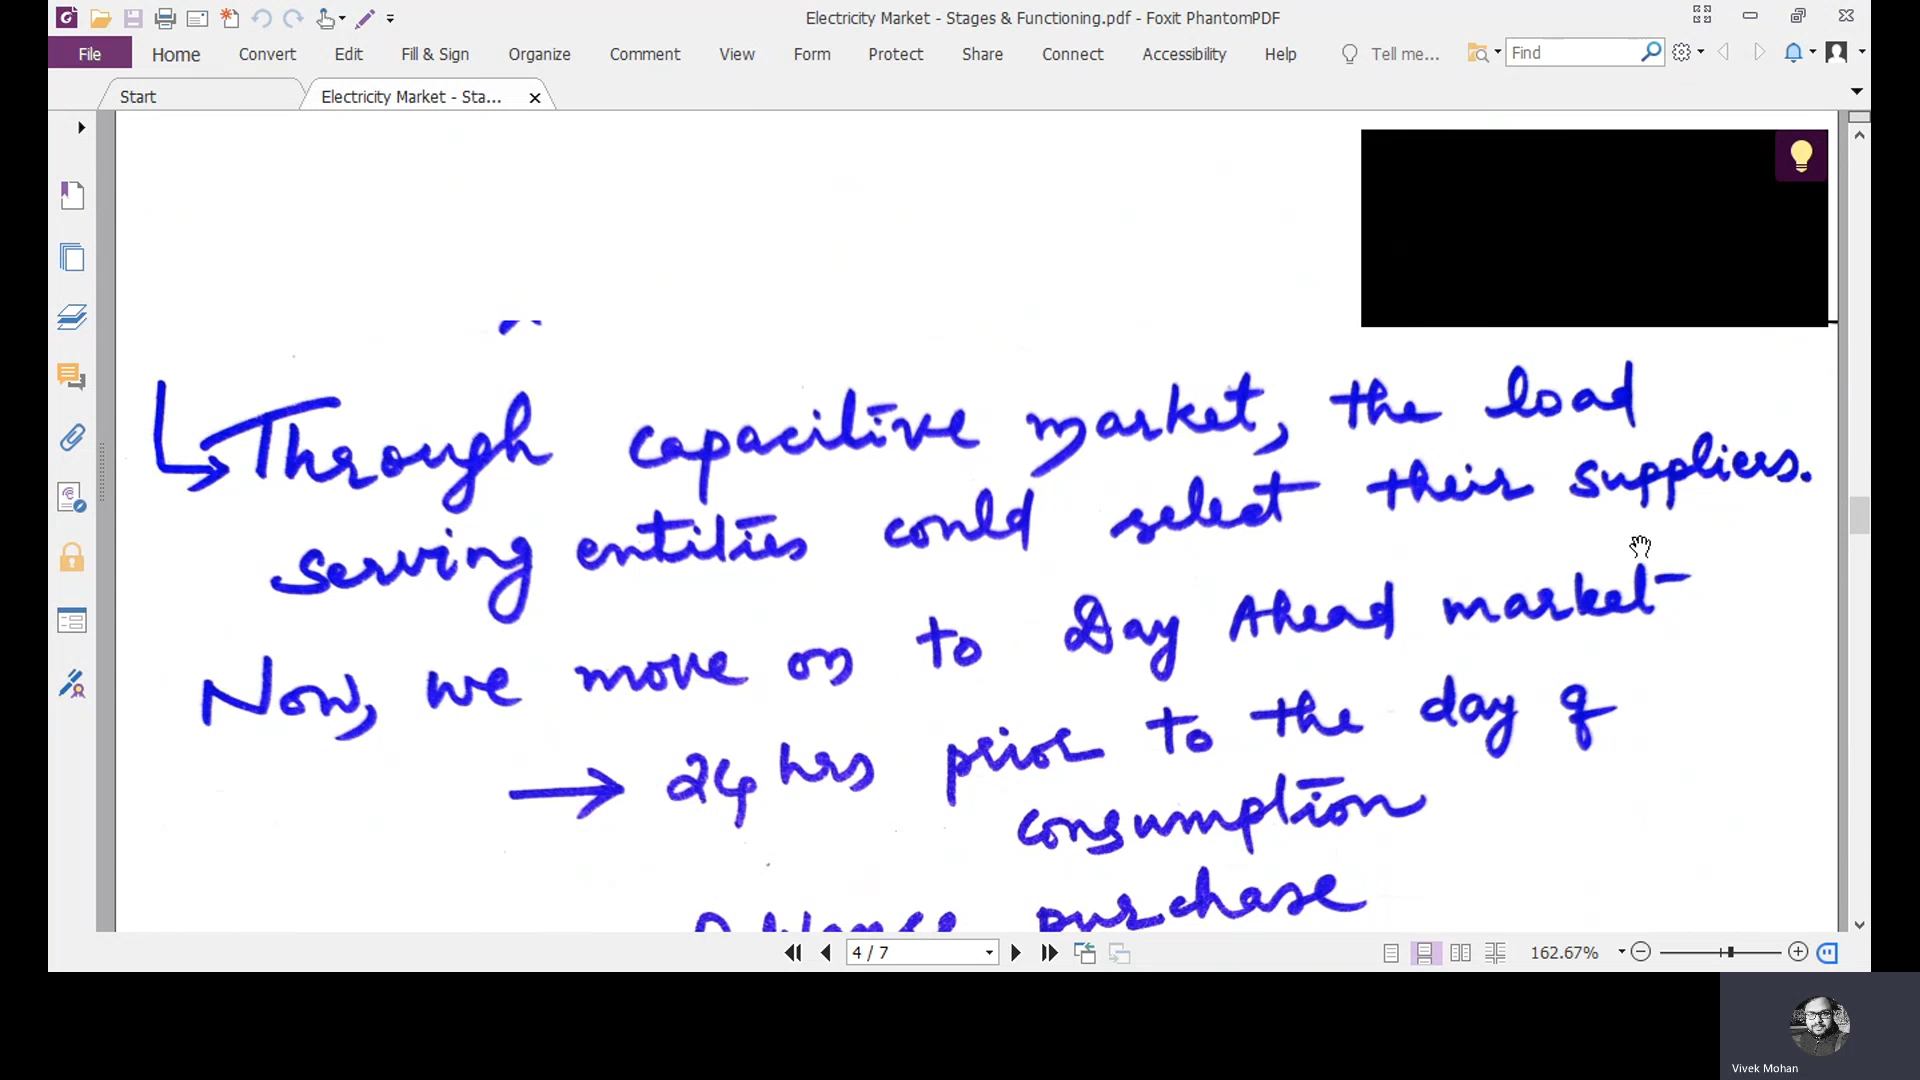 Electricity Market - Stages & Functioning.pdf - Foxit PhantomPDF
File Home Convert Edit Fill & Sign Organize Comment View Form Protect Share Connect Accessibility Help Tell me... Find
Start Electricity Market - Sta...
Through capacitive market, the load
serving entities could select their suppliers.
Now, we move on to Day Ahead market
→ 24 hrs prior to the day of
consumption
purchase
4 / 7 162.67%
Vivek Mohan